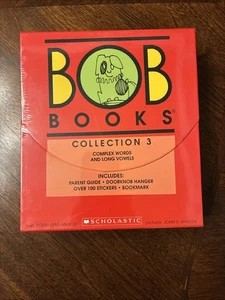 BOB
BOOKS®
COLLECTION 3
COMPLEX WORDS
AND LONG VOWELS
INCLUDES:
PARENT GUIDE • DOORKNOB HANGER
OVER 100 STICKERS • BOOKMARK
SCHOLASTIC